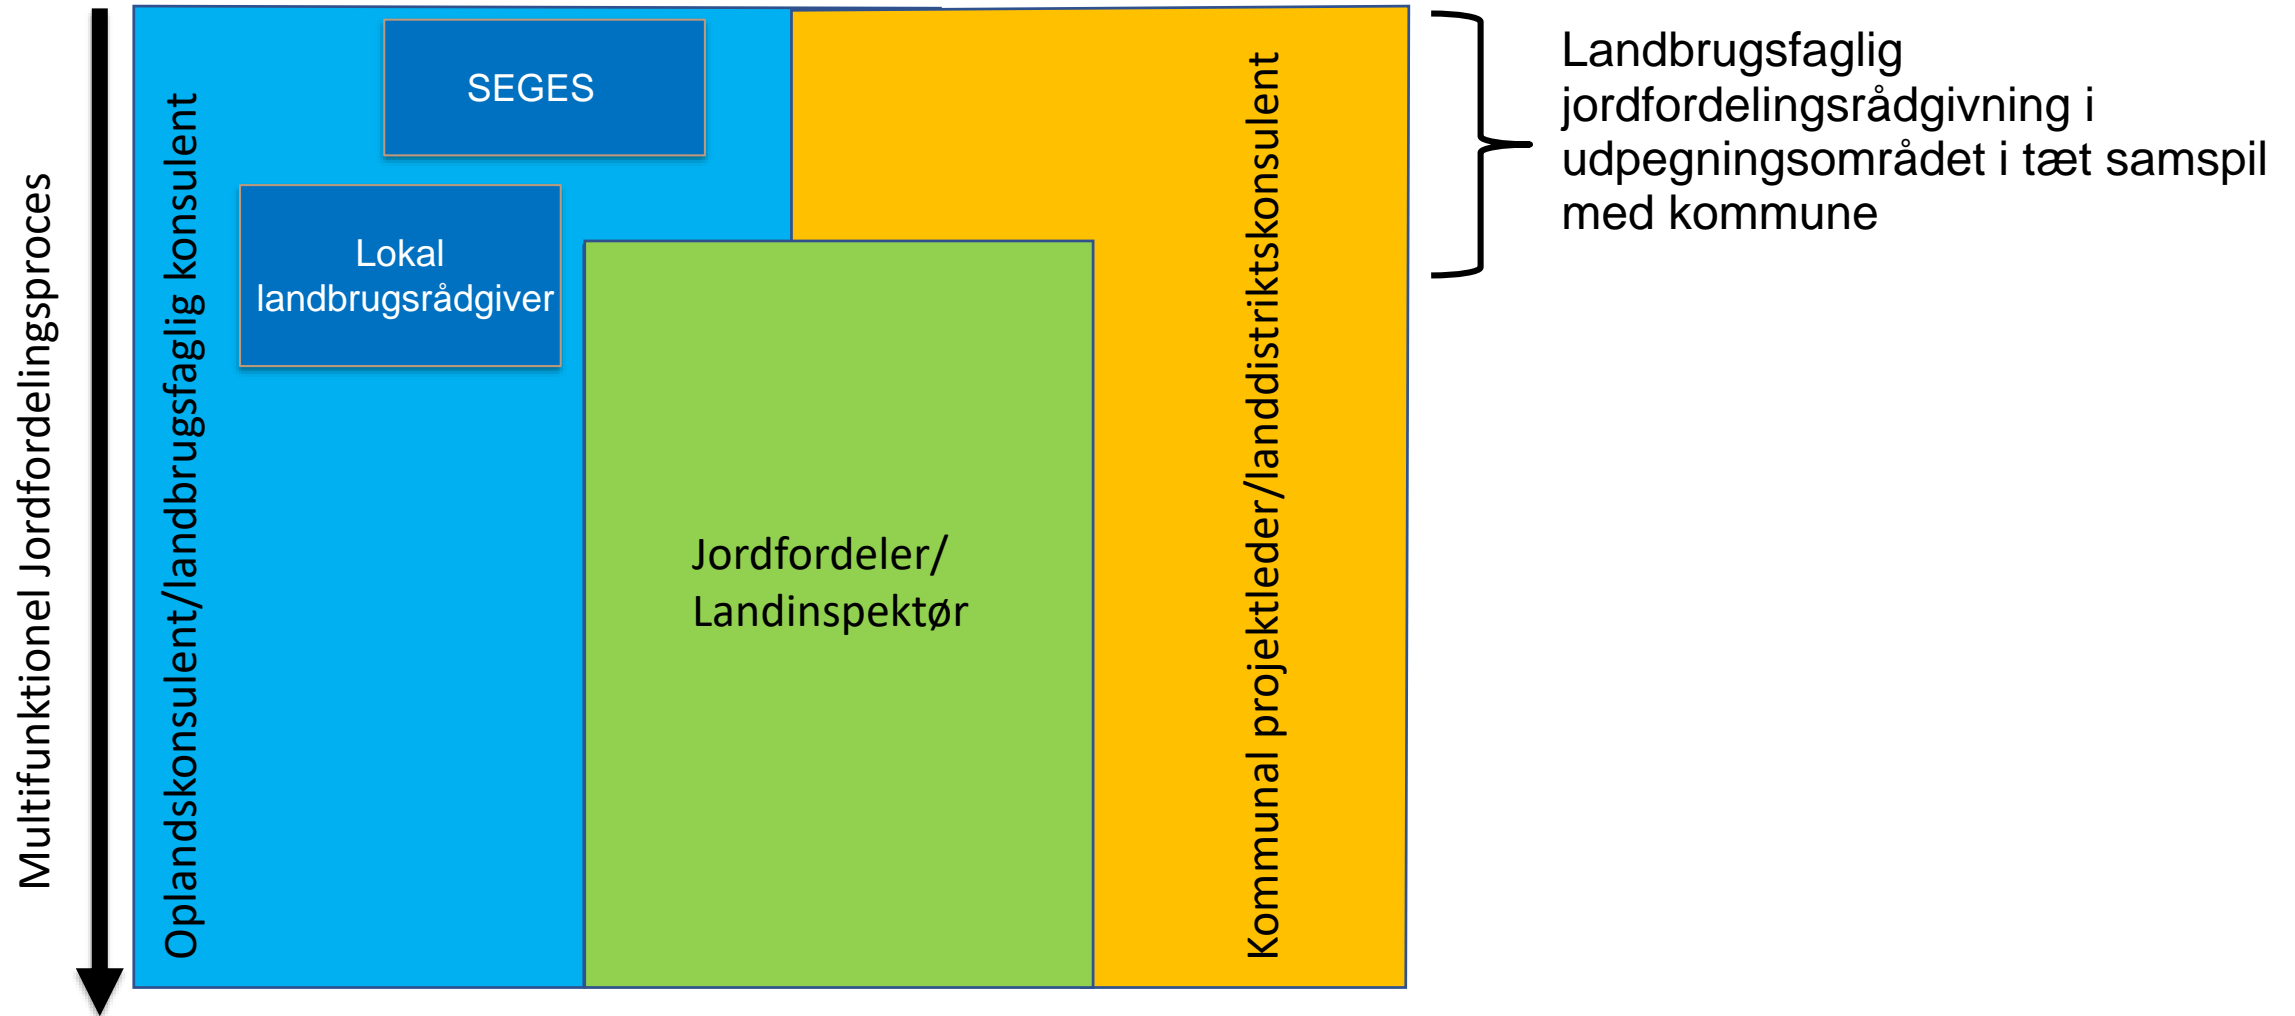 Multifunktionel Jordfordelingsproces
Oplandskonsulent/landbrugsfaglig konsulent
SEGES
Lokal
landbrugsrådgiver
Jordfordeler/
Landinspektør
Kommunal projektleder/landdistriktskonsulent
Landbrugsfaglig
jordfordelingsrådgivning i
udpegningsområdet i tæt samspil
med kommune